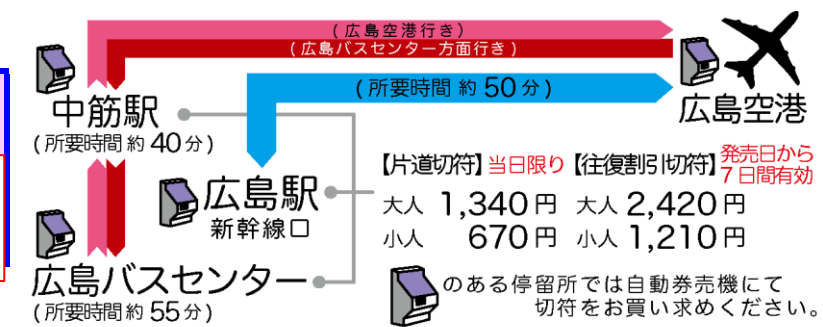 (広島空港行き)
(広島バスセンター方面行き)
(所要時間 約 50 分)
広島空港
中筋駅
(所要時間 約 40 分)
広島駅
新幹線口
広島バスセンター
(所要時間 約 55 分)
【片道切符】当日限り
大人 1,340 円
小人 670 円
【往復割引切符】発売日から
7日間有効
大人 2,420 円
小人 1,210 円
のある停留所では自動券売機にて
切符をお買い求めください。